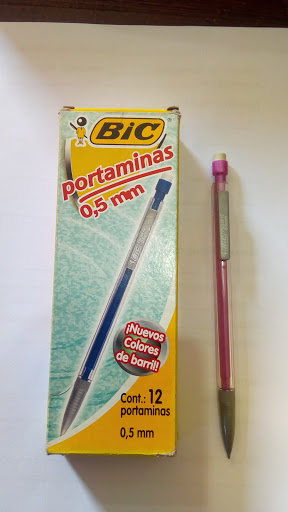 BiC
portaminas
0,5 mm
¡Nuevos
Colores
de barril!
Cont.: 12
portaminas
0,5 mm